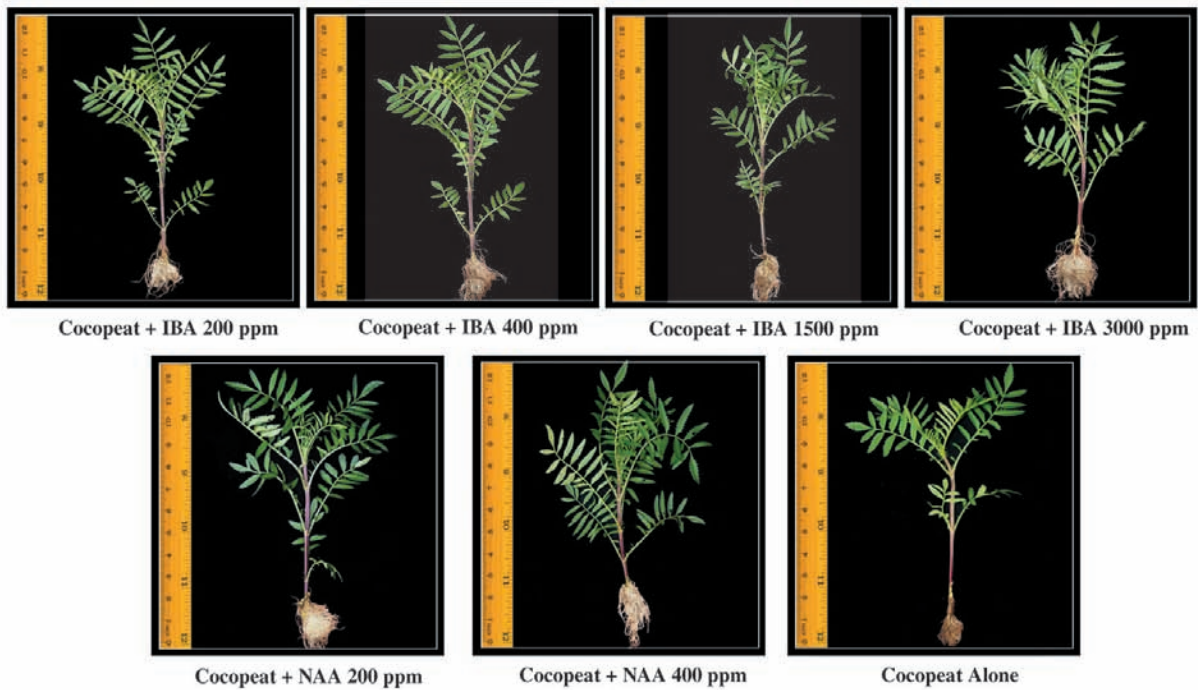 Cocopeat + IBA 200 ppm
Cocopeat + IBA 400 ppm
Cocopeat + IBA 1500 ppm
Cocopeat + IBA 3000 ppm
Cocopeat + NAA 200 ppm
Cocopeat + NAA 400 ppm
Cocopeat Alone